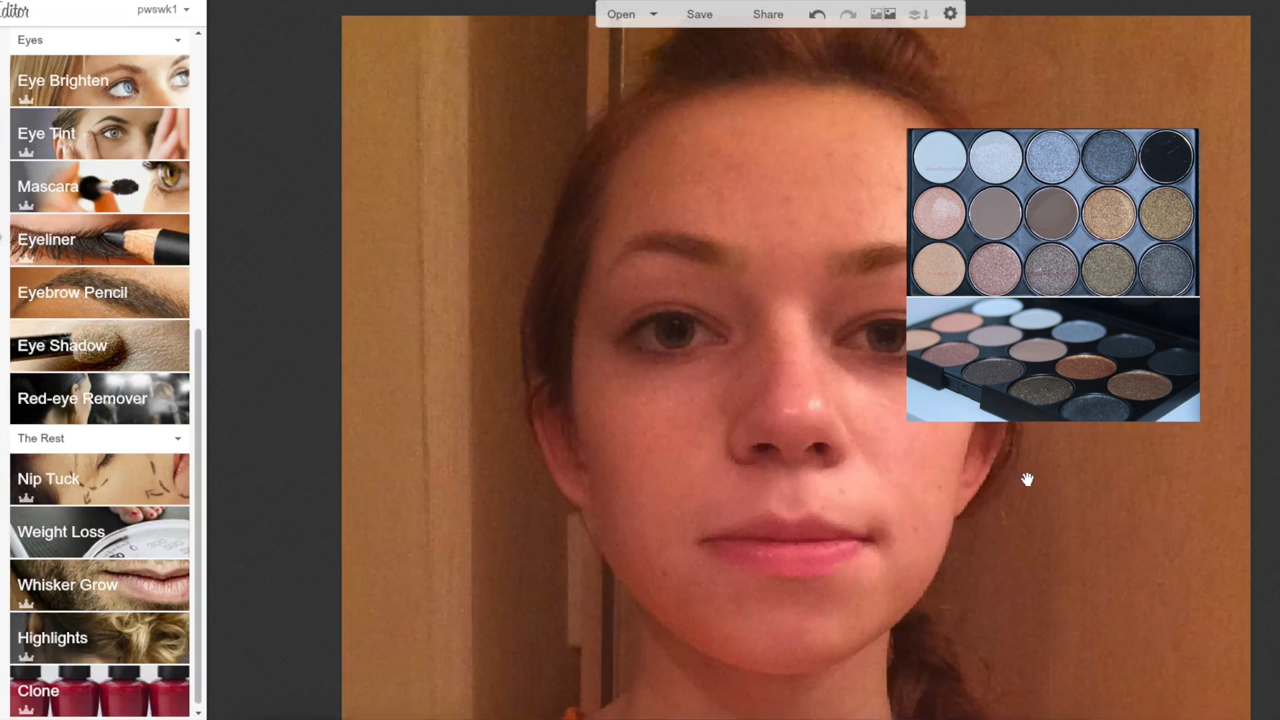 Editor
pwswk1
Open
Save
Share
Eyes
Eye Brighten
Eye Tint
Mascara
Eyeliner
Eyebrow Pencil
Eye Shadow
Red-eye Remover
The Rest
Nip Tuck
Weight Loss
Whisker Grow
Highlights
Clone